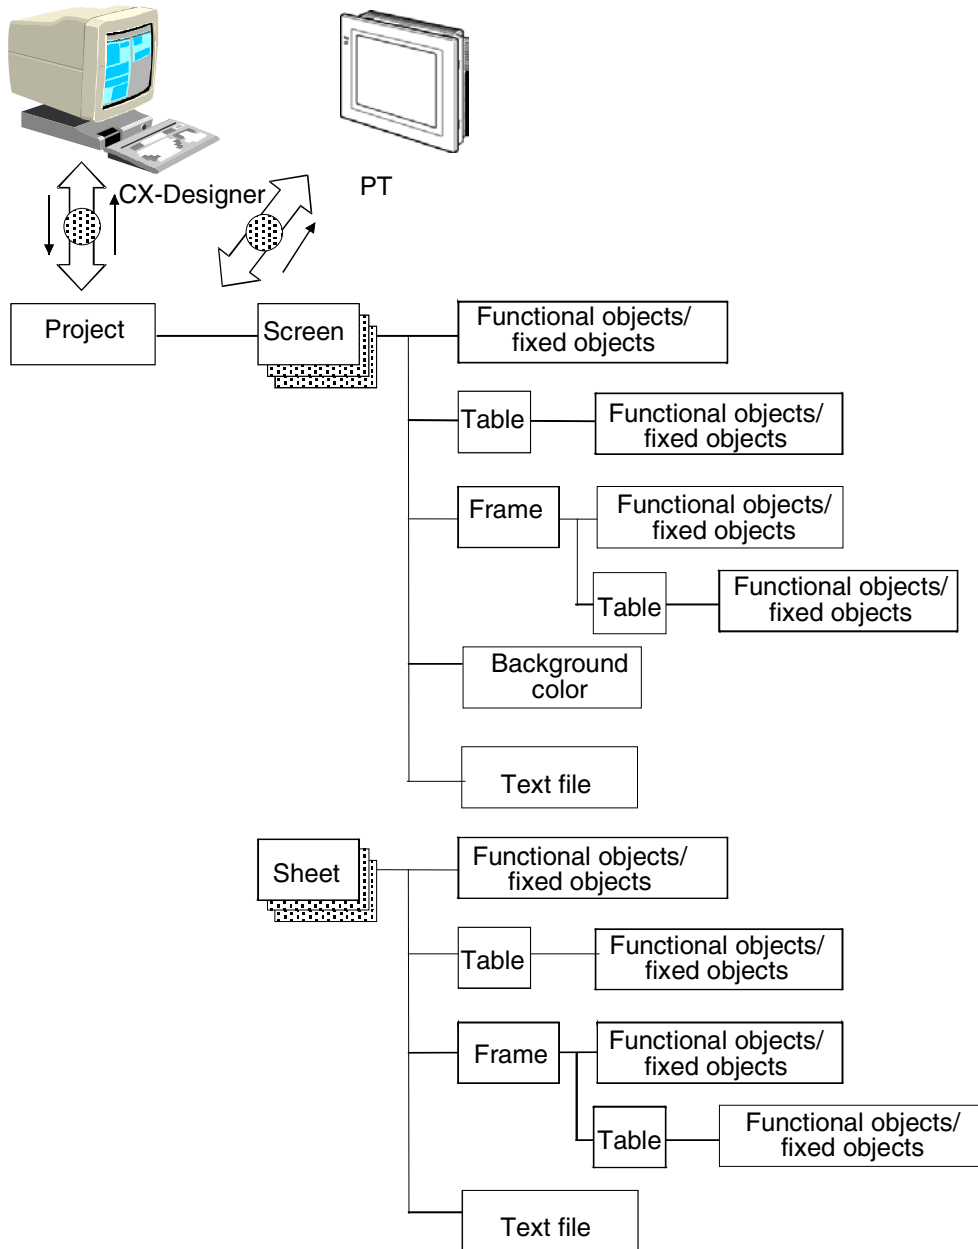 CX-Designer
PT
Project
Screen
Functional objects/
fixed objects
Table
Functional objects/
fixed objects
Frame
Functional objects/
fixed objects
Table
Functional objects/
fixed objects
Background
color
Text file
Sheet
Functional objects/
fixed objects
Table
Functional objects/
fixed objects
Frame
Functional objects/
fixed objects
Table
Functional objects/
fixed objects
Text file